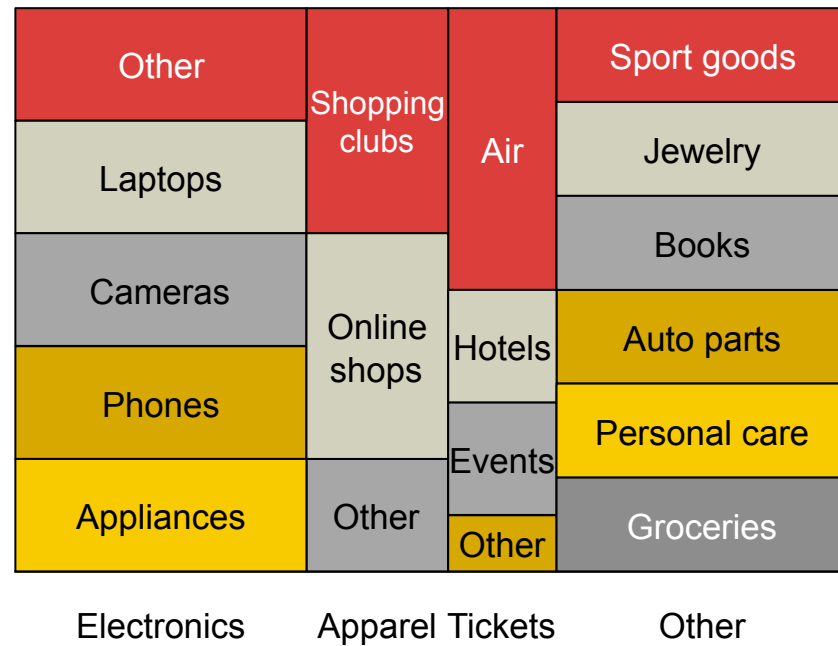 Other
Laptops
Cameras
Phones
Appliances
Shopping
clubs
Online
shops
Other
Air
Hotels
Events
Other
Sport goods
Jewelry
Books
Auto parts
Personal care
Groceries
Electronics
Apparel
Tickets
Other